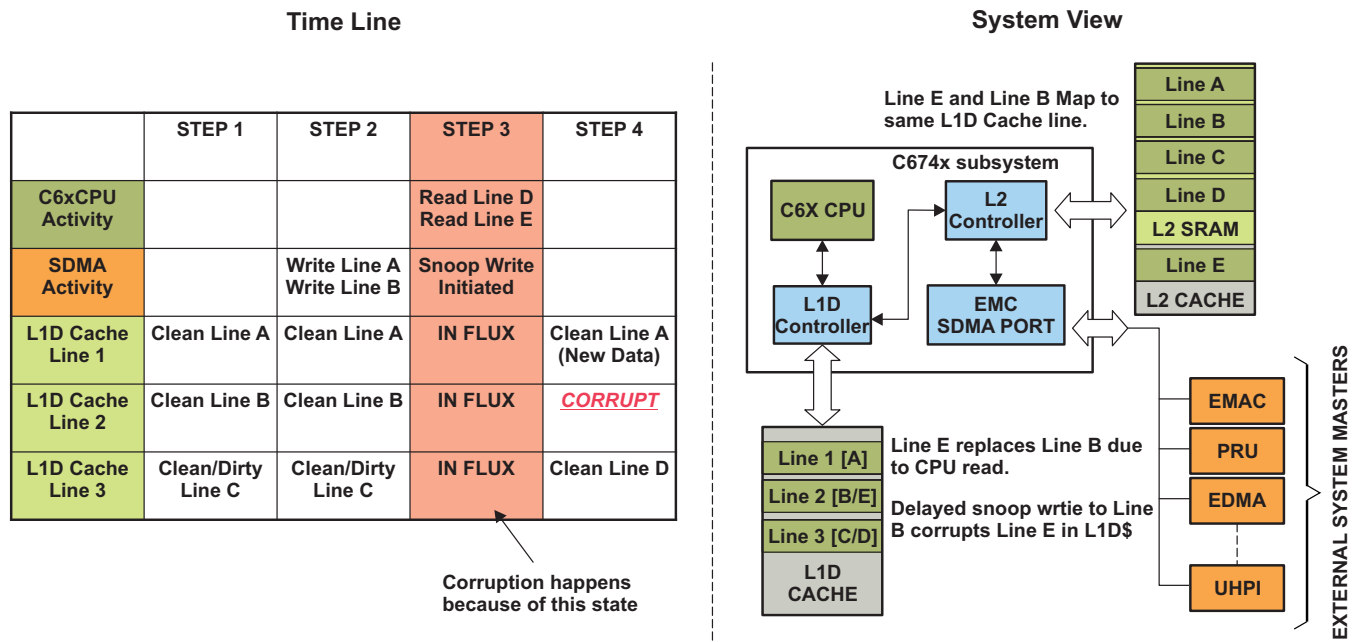 Time Line
STEP 1 STEP 2 STEP 3 STEP 4
C6xCPU
Activity
Read Line D
Read Line E
SDMA
Activity
Write Line A
Write Line B
Snoop Write
Initiated
L1D Cache
Line 1
Clean Line A
Clean Line A
IN FLUX
Clean Line A
(New Data)
L1D Cache
Line 2
Clean Line B
Clean Line B
IN FLUX
CORRUPT
L1D Cache
Line 3
Clean/Dirty
Line C
Clean/Dirty
Line C
IN FLUX
Clean Line D
Corruption happens
because of this state
System View
Line E and Line B Map to
same L1D Cache line.
C674x subsystem
C6X CPU
L2
Controller
L1D
Controller
EMC
SDMA PORT
Line A
Line B
Line C
Line D
L2 SRAM
Line E
L2 CACHE
Line 1 [A]
Line 2 [B/E]
Line 3 [C/D]
L1D
CACHE
Line E replaces Line B due
to CPU read.
Delayed snoop wrtie to Line
B corrupts Line E in L1D$
EMAC
PRU
EDMA
UHPI
EXTERNAL SYSTEM MASTERS